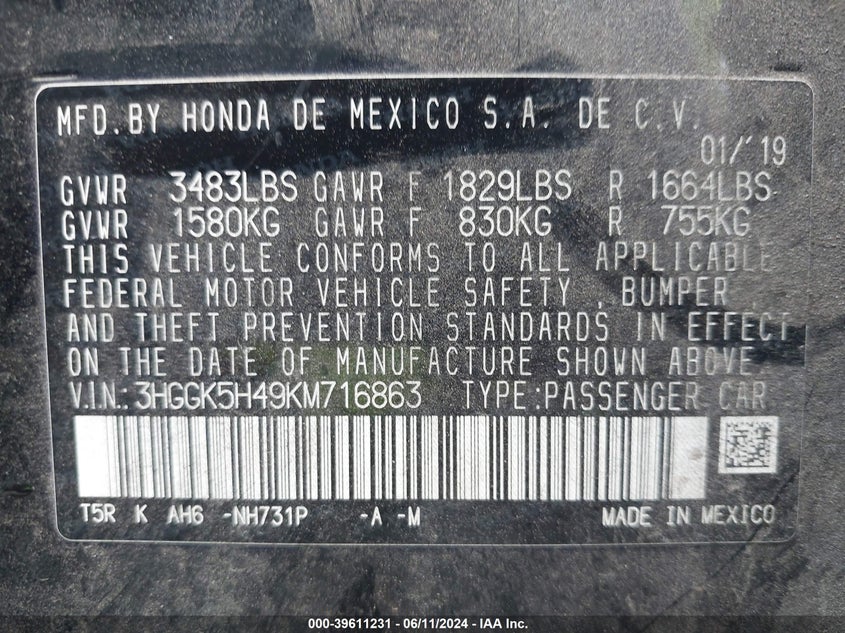 MFD.BY HONDA DE MEXICO S.A. DE C.V.
01/'19
GVWR 3483LBS GAWR F 1829LBS R 1664LBS
GVWR 1580KG GAWR F 830KG R 755KG
THIS VEHICLE CONFORMS TO ALL APPLICABLE
FEDERAL MOTOR VEHICLE SAFETY , BUMPER ,
AND THEFT PREVENTION STANDARDS IN EFFECT
ON THE DATE OF MANUFACTURE SHOWN ABOVE.
V.I.N.:3HGGK5H49KM716863 TYPE:PASSENGER CAR
T5R K AH6 -NH731P -A -M MADE IN MEXICO
000-39611231 - 06/11/2024 - IAA Inc.